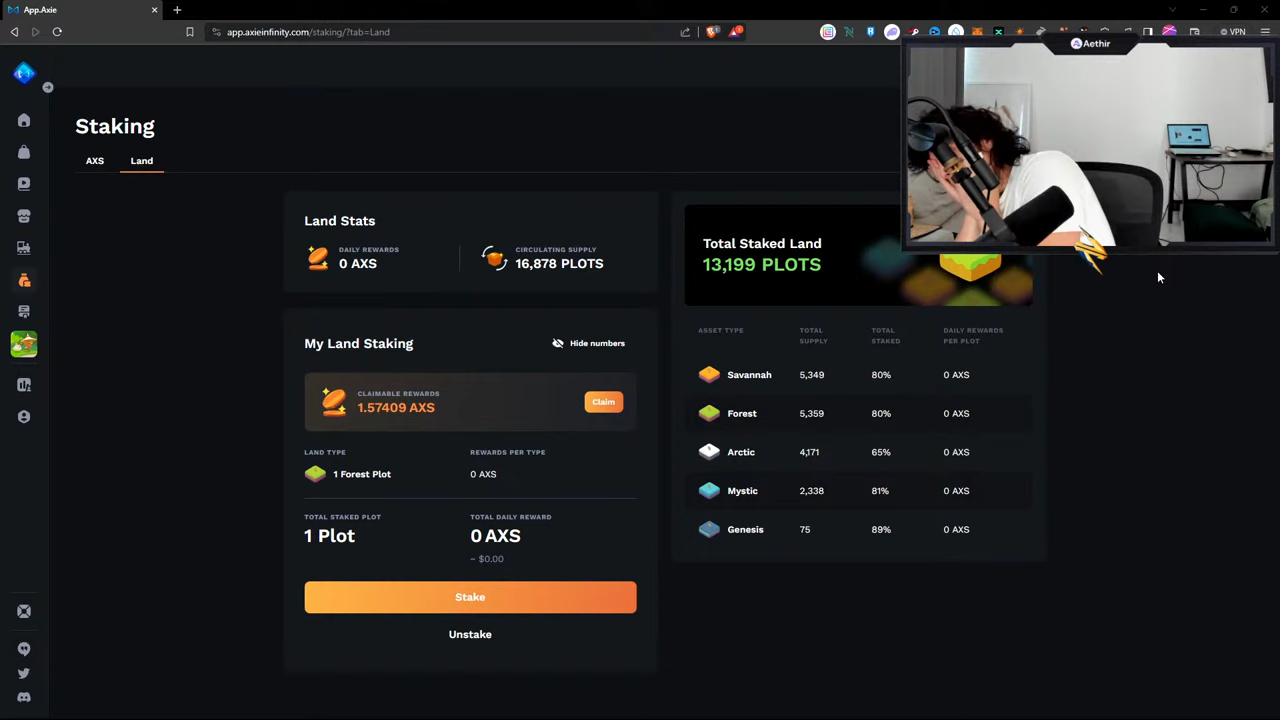 App.Axie
app.axieinfinity.com/staking/?tab=Land
VPN
Aethir
Staking
AXS
Land
Land Stats
DAILY REWARDS
0 AXS
CIRCULATING SUPPLY
16,878 PLOTS
Total Staked Land
13,199 PLOTS
My Land Staking
Hide numbers
CLAIMABLE REWARDS
1.57409 AXS
Claim
LAND TYPE
REWARDS PER TYPE
1 Forest Plot
0 AXS
TOTAL STAKED PLOT
TOTAL DAILY REWARD
1 Plot
0 AXS
~ $0.00
Stake
Unstake
ASSET TYPE
TOTAL
SUPPLY
TOTAL
STAKED
DAILY REWARDS
PER PLOT
Savannah
5,349
80%
0 AXS
Forest
5,359
80%
0 AXS
Arctic
4,171
65%
0 AXS
Mystic
2,338
81%
0 AXS
Genesis
75
89%
0 AXS